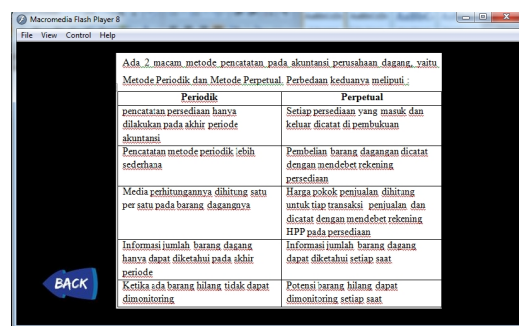 Macromedia Flash Player 8
File View Control Help
Ada 2 macam metode pencatatan pada akuntansi perusahaan dagang, yaitu
Metode Periodik dan Metode Perpetual. Perbedaan keduanya meliputi :
Periodik
Perpetual
pencatatan persediaan hanya
dilakukan pada akhir periode
akuntansi
Setiap persediaan yang masuk dan
keluar dicatat di pembukuan
Pencatatan metode periodik lebih
sederhana
Pembelian barang dagangan dicatat
dengan mendebet rekening
persediaan
Media perhitungannya dihitung satu
per satu pada barang dagangnya
Harga pokok penjualan dihitung
untuk tiap transaksi penjualan dan
dicatat dengan mendebet rekening
HPP pada persediaan
Informasi jumlah barang dagang
hanya dapat diketahui pada akhir
periode
Informasi jumlah barang dagang
dapat diketahui setiap saat
Ketika ada barang hilang tidak dapat
dimonitoring
Potensi barang hilang dapat
dimonitoring setiap saat
BACK